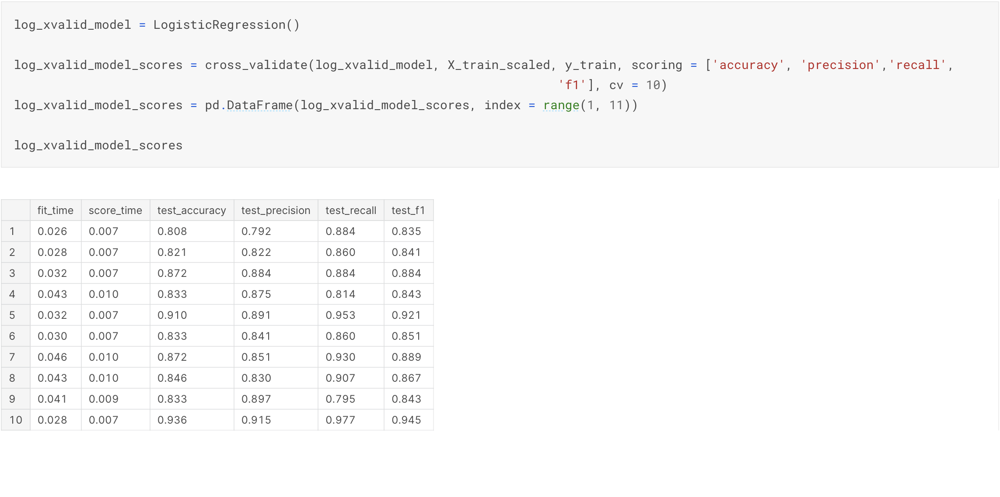 log_xvalid_model = LogisticRegression()
log_xvalid_model_scores = cross_validate(log_xvalid_model, X_train_scaled, y_train, scoring = ['accuracy', 'precision','recall',
'f1'], cv = 10)
log_xvalid_model_scores = pd.DataFrame(log_xvalid_model_scores, index = range(1, 11))
log_xvalid_model_scores
fit_time score_time test_accuracy test_precision test_recall test_f1
1 0.026 0.007 0.808 0.792 0.884 0.835
2 0.028 0.007 0.821 0.822 0.860 0.841
3 0.032 0.007 0.872 0.884 0.884 0.884
4 0.043 0.010 0.833 0.875 0.814 0.843
5 0.032 0.007 0.910 0.891 0.953 0.921
6 0.030 0.007 0.833 0.841 0.860 0.851
7 0.046 0.010 0.872 0.851 0.930 0.889
8 0.043 0.010 0.846 0.830 0.907 0.867
9 0.041 0.009 0.833 0.897 0.795 0.843
10 0.028 0.007 0.936 0.915 0.977 0.945